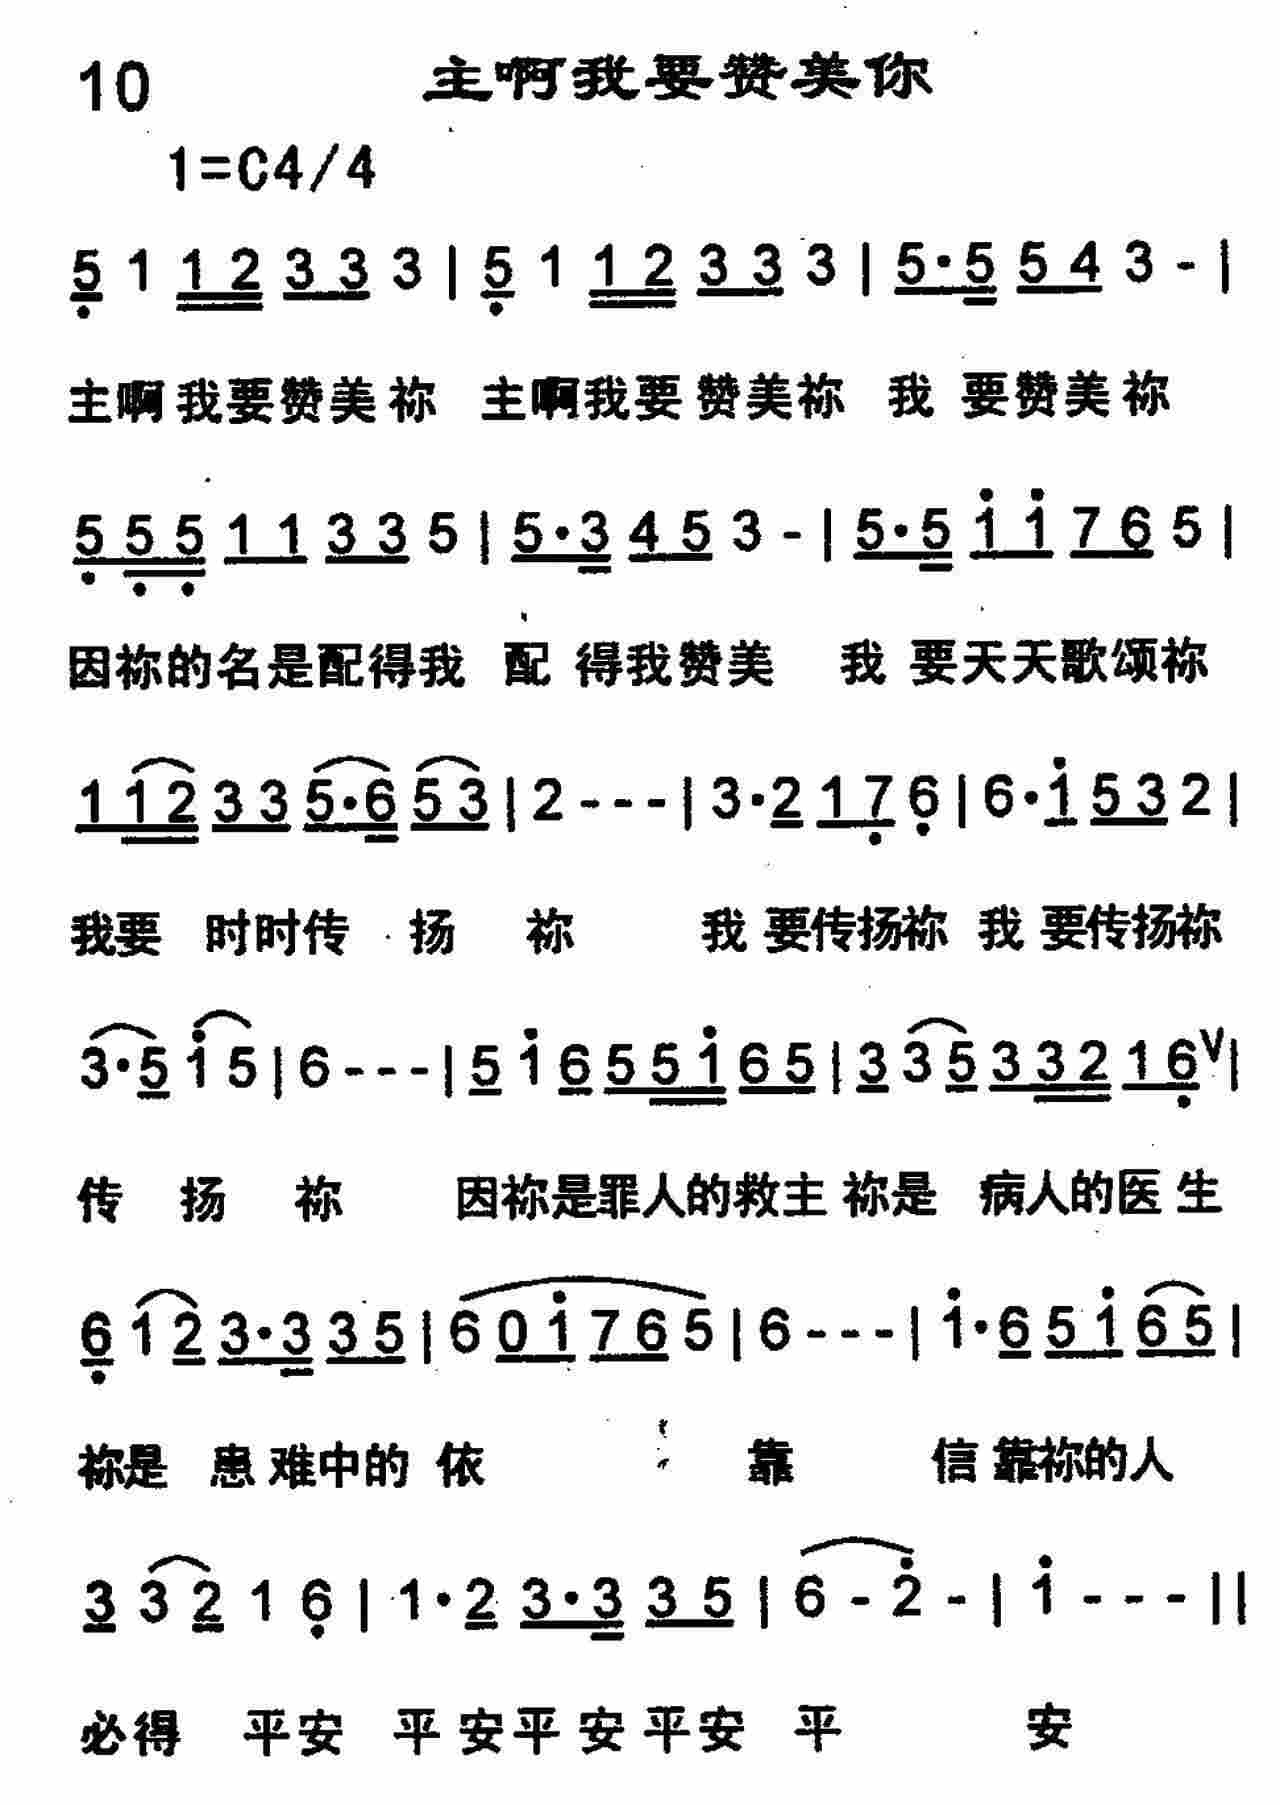 10 主啊我要赞美你
1=C4/4
5 1 1 2 3 3 3 | 5 1 1 2 3 3 3 | 5·5 5 4 3 - |
主啊我要赞美祢 主啊我要赞美祢 我 要赞美祢
5 5 5 1 1 3 3 5 | 5·3 4 5 3 - | 5·5 1 1 7 6 5 |
因祢的名是配得我 配 得我赞美 我 要天天歌颂祢
1 1 2 3 3 5·6 5 3 | 2 - - - | 3·2 1 7 6 | 6·1 5 3 2 |
我要 时时传 扬 祢 我 要传扬祢 我 要传扬祢
3·5 1 5 | 6 - - - | 5 1 6 5 5 1 6 5 | 3 3 5 3 3 2 1 6 V |
传 扬 祢 因祢是罪人的救主 祢是 病人的医生
6 1 2 3·3 3 5 | 6 0 1 7 6 5 | 6 - - - | 1·6 5 1 6 5 |
祢是 患难中的 依 靠 信靠祢的人
3 3 2 1 6 | 1·2 3·3 3 5 | 6 - 2 - | 1 - - - ||
必得 平安 平 安平 安 平安 平 安